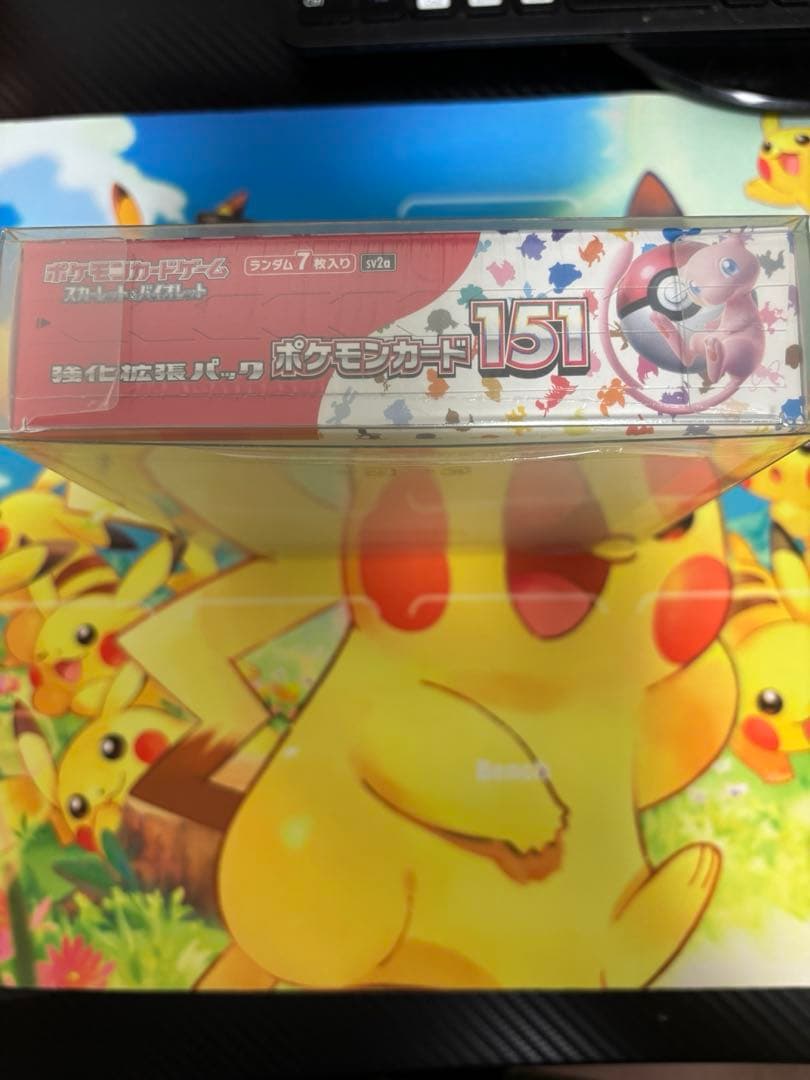 ポケモンカードゲーム
スカーレット&バイオレット
ランダム7枚入り
sv2a
強化拡張パック
ポケモンカード151
Bench